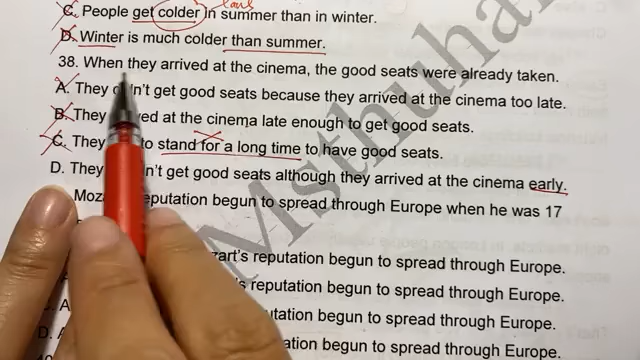 C. People get colder in summer than in winter.
D. Winter is much colder than summer.
38. When they arrived at the cinema, the good seats were already taken.
A. They didn't get good seats because they arrived at the cinema too late.
B. They ved at the cinema late enough to get good seats.
C. They to stand for a long time to have good seats.
D. They n't get good seats although they arrived at the cinema early.
Moza reputation begun to spread through Europe when he was 17
zart's reputation begun to spread through Europe.
's reputation begun to spread through Europe.
C. A utation begun to spread through Europe.
D. A ation begun to spread through Europe.
Msthuha